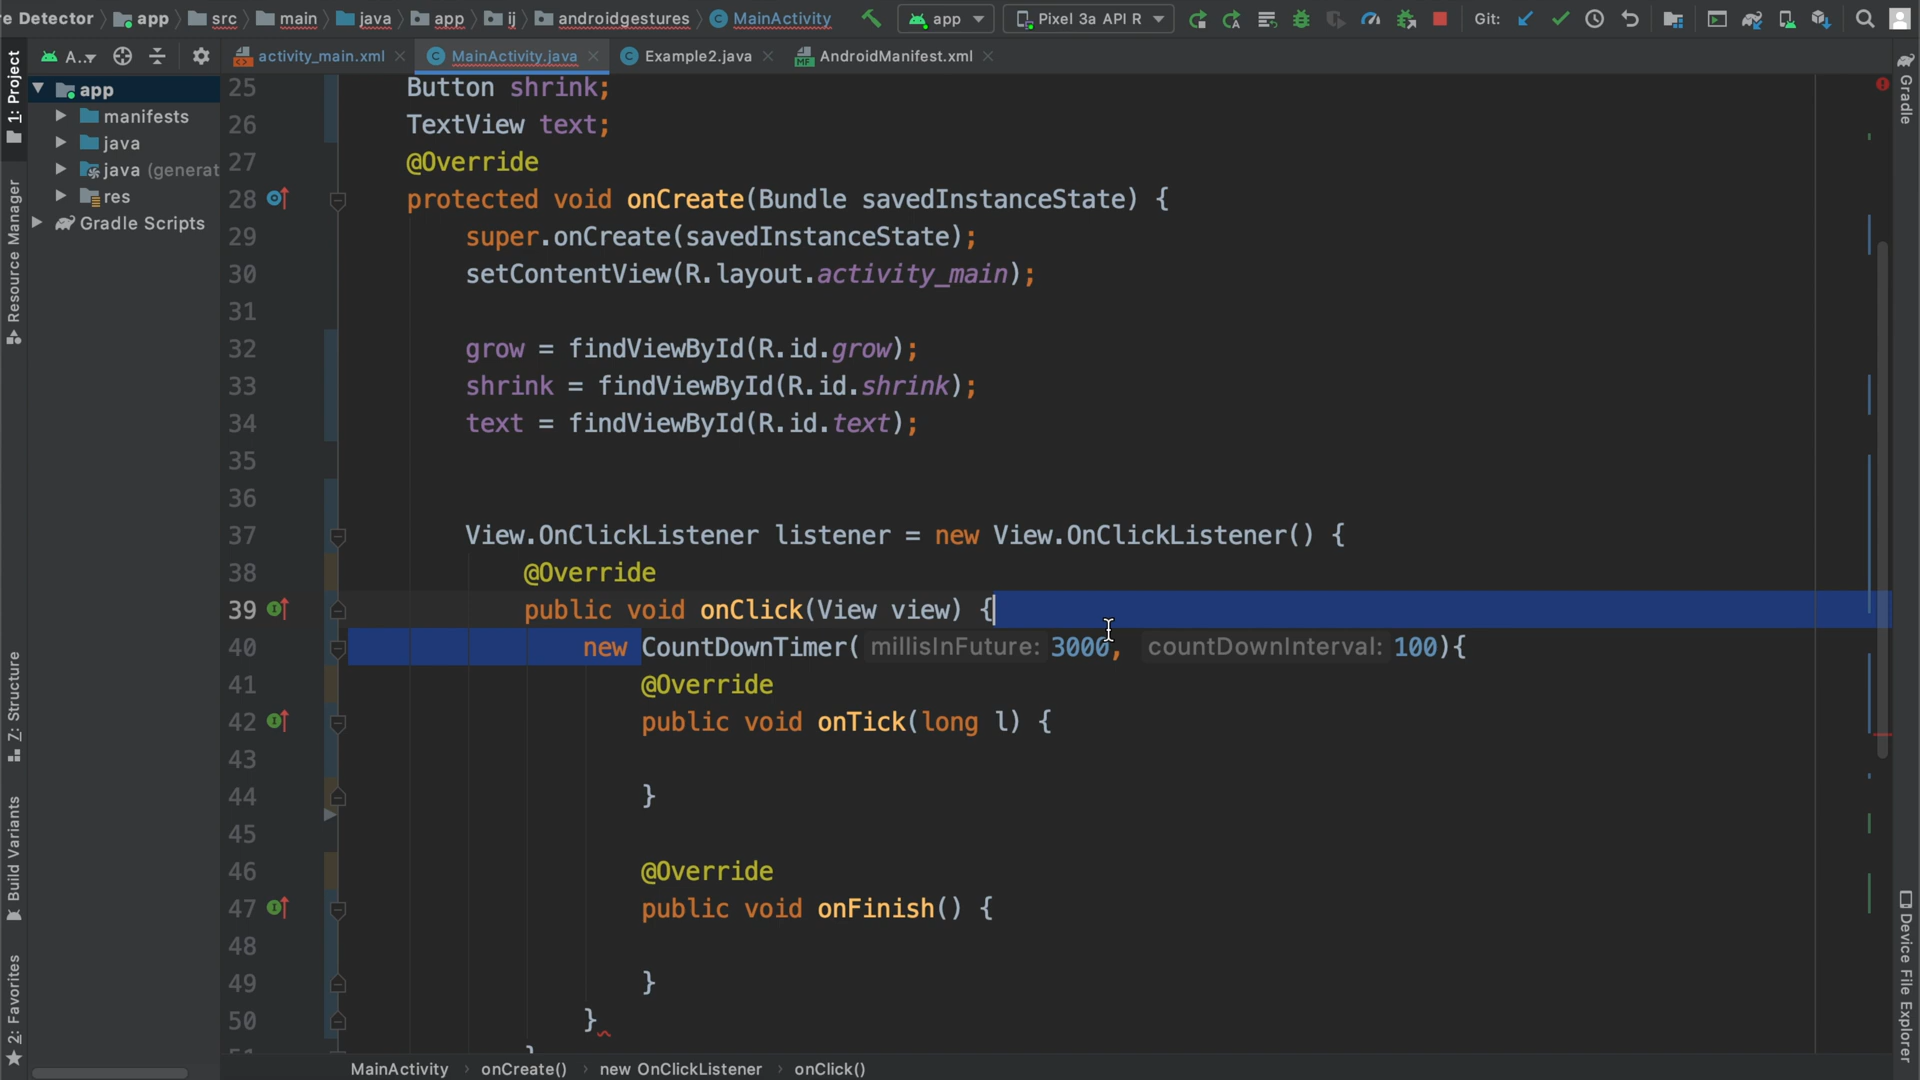 e Detector > app > src > main > java > app > ij > androidgestures > MainActivity app Pixel 3a API R Git:
1: Project
Resource Manager
Z: Structure
Build Variants
2: Favorites
A..
app
manifests
java
java (generat
res
Gradle Scripts
activity_main.xml MainActivity.java Example2.java AndroidManifest.xml
25 Button shrink;
26 TextView text;
27 @Override
28 protected void onCreate(Bundle savedInstanceState) {
29 super.onCreate(savedInstanceState);
30 setContentView(R.layout.activity_main);
31
32 grow = findViewById(R.id.grow);
33 shrink = findViewById(R.id.shrink);
34 text = findViewById(R.id.text);
35
36
37 View.OnClickListener listener = new View.OnClickListener() {
38 @Override
39 public void onClick(View view) {
40 new CountDownTimer( millisInFuture: 3000, countDownInterval: 100){
41 @Override
42 public void onTick(long l) {
43
44 }
45
46 @Override
47 public void onFinish() {
48
49 }
50 }
MainActivity > onCreate() > new OnClickListener > onClick()
Gradle
Device File Explorer